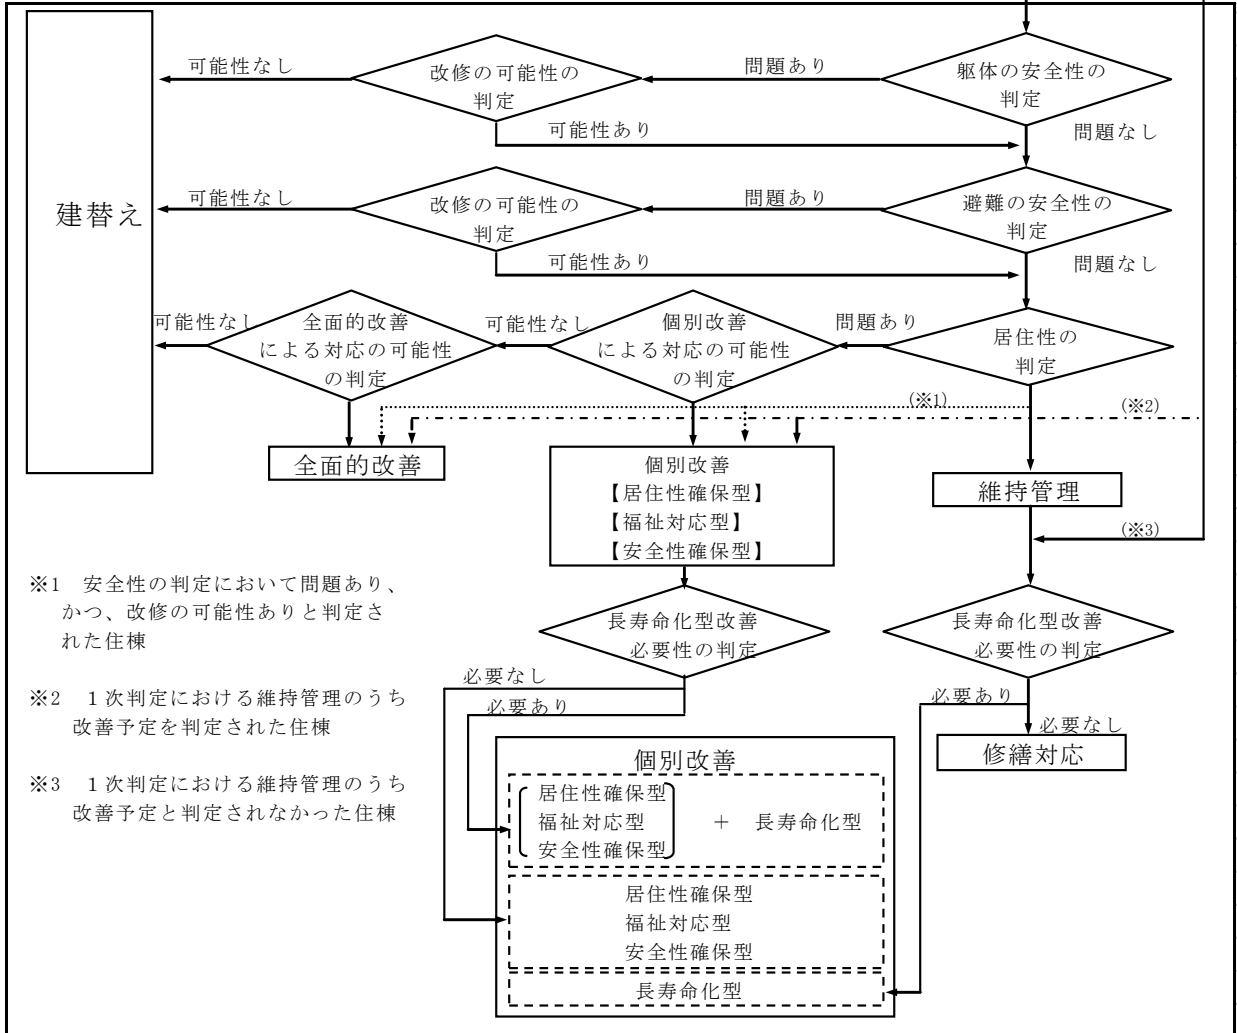 可能性なし
改修の可能性の
判定
問題あり
躯体の安全性の
判定
可能性あり
問題なし
建替え
可能性なし
改修の可能性の
判定
問題あり
避難の安全性の
判定
可能性あり
問題なし
可能性なし
全面的改善
による対応の可能性
の判定
可能性なし
個別改善
による対応の可能性
の判定
問題あり
居住性の
判定
(※1)
(※2)
全面的改善
個別改善
【居住性確保型】
【福祉対応型】
【安全性確保型】
維持管理
(※3)
※1 安全性の判定において問題あり、
かつ、改修の可能性ありと判定さ
れた住棟
※2 1次判定における維持管理のうち
改善予定を判定された住棟
※3 1次判定における維持管理のうち
改善予定と判定されなかった住棟
長寿命化型改善
必要性の判定
長寿命化型改善
必要性の判定
必要なし
必要あり
必要あり
必要なし
修繕対応
個別改善
居住性確保型
福祉対応型 + 長寿命化型
安全性確保型
居住性確保型
福祉対応型
安全性確保型
長寿命化型